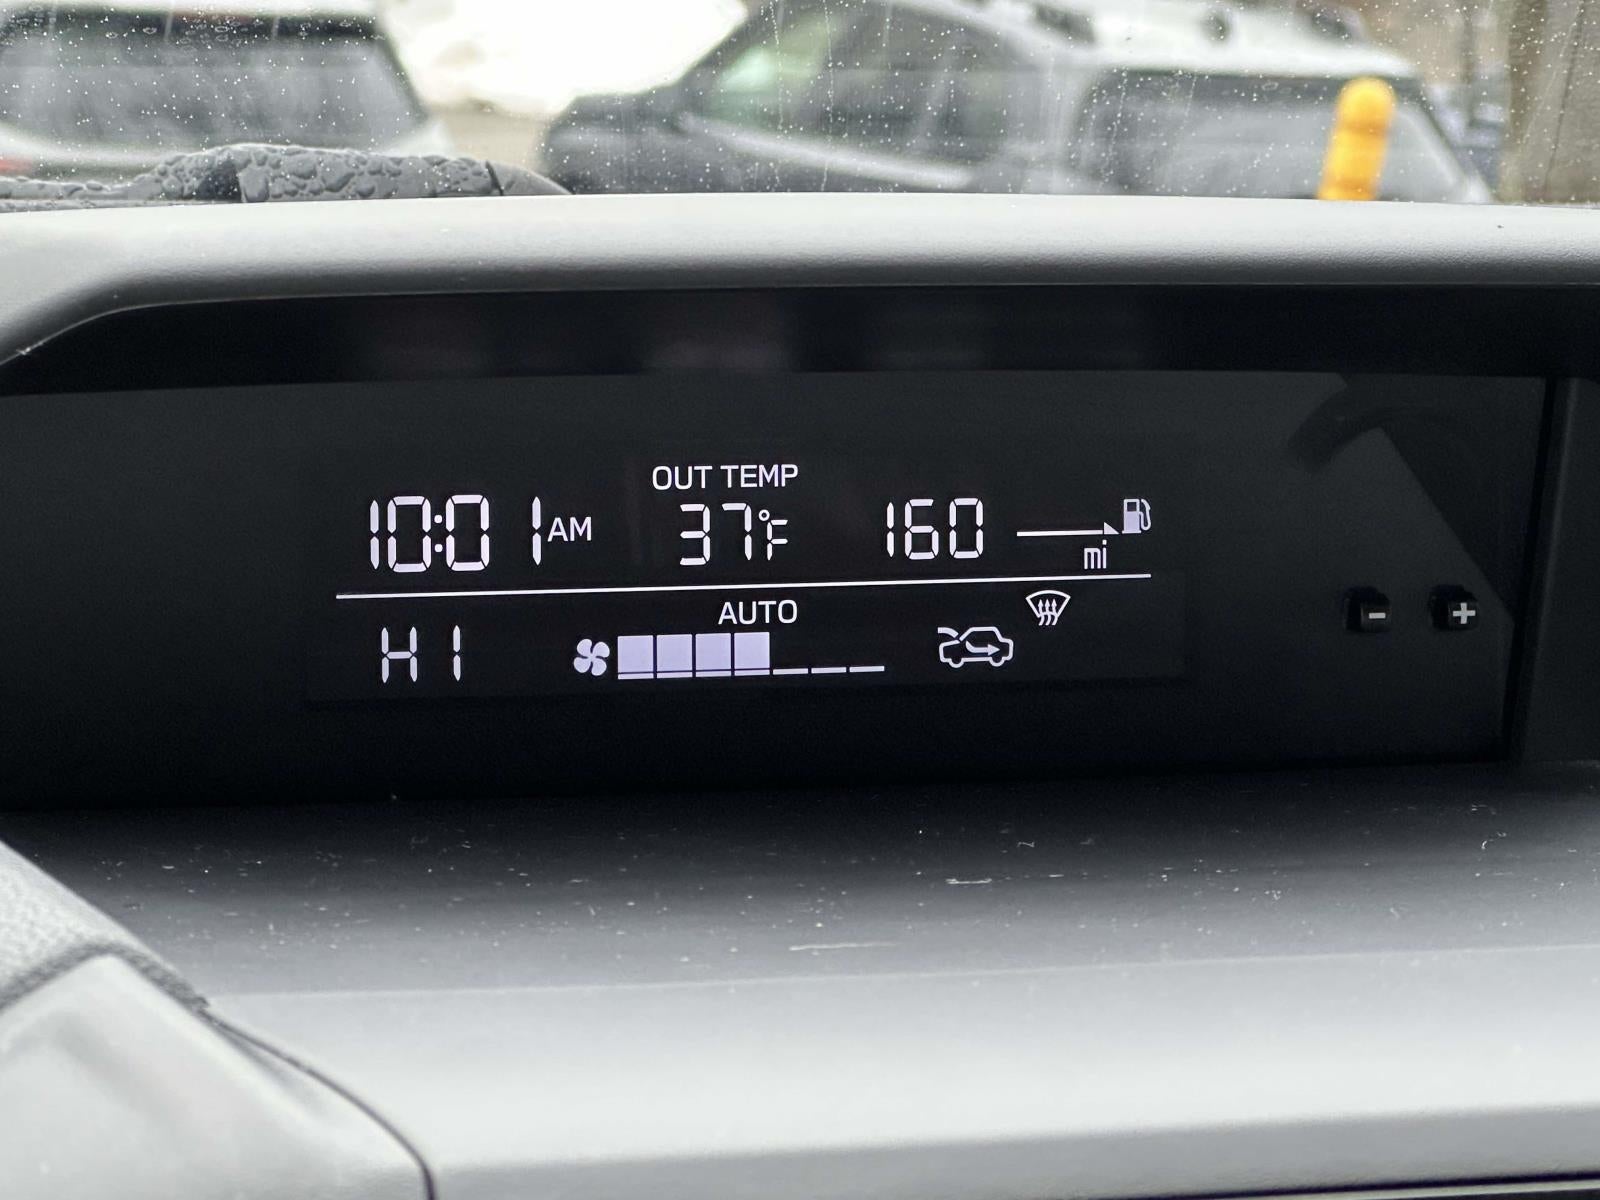 OUT TEMP
10:01 AM 37°F 160 mi
AUTO
HI
- +